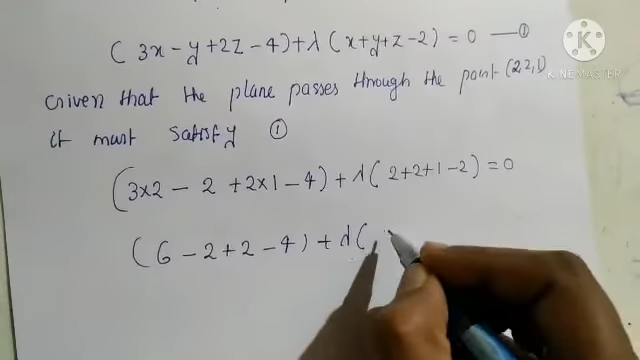 (3x-y+2z-4)+λ(x+y+z-2)=0 —①
Given that the plane passes through the point (2,2,1)
it must satisfy ①
(3×2-2+2×1-4)+λ(2+2+1-2)=0
(6-2+2-4)+λ(
KINEMASTER